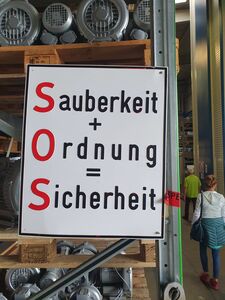 Sauberkeit
+
Ordnung
=
Sicherheit